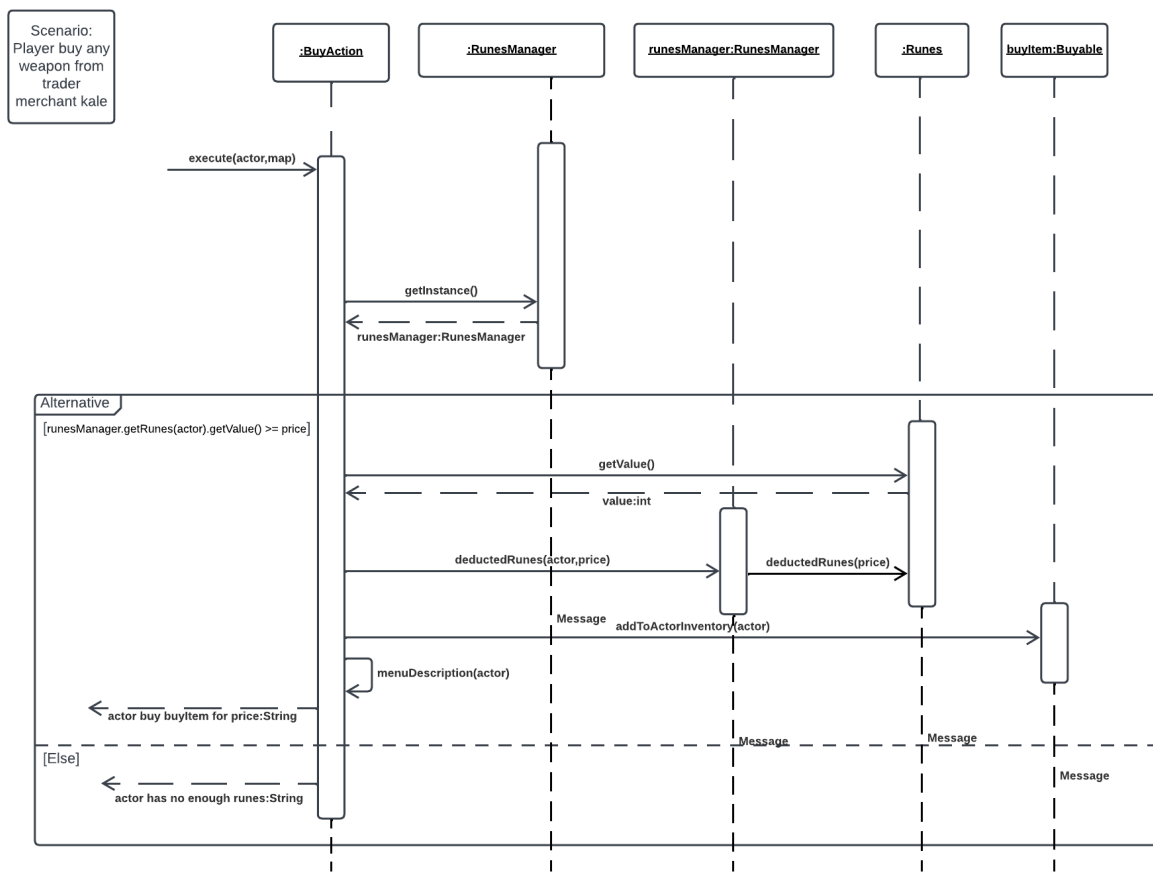 Scenario:
Player buy any
weapon from
trader
merchant kale
:BuyAction
:RunesManager
runesManager:RunesManager
:Runes
buyItem:Buyable
execute(actor,map)
getInstance()
runesManager:RunesManager
Alternative
[runesManager.getRunes(actor).getValue() >= price]
getValue()
value:int
deductedRunes(actor,price)
deductedRunes(price)
Message
addToActorInventory(actor)
menuDescription(actor)
actor buy buyItem for price:String
Message
Message
[Else]
Message
actor has no enough runes:String